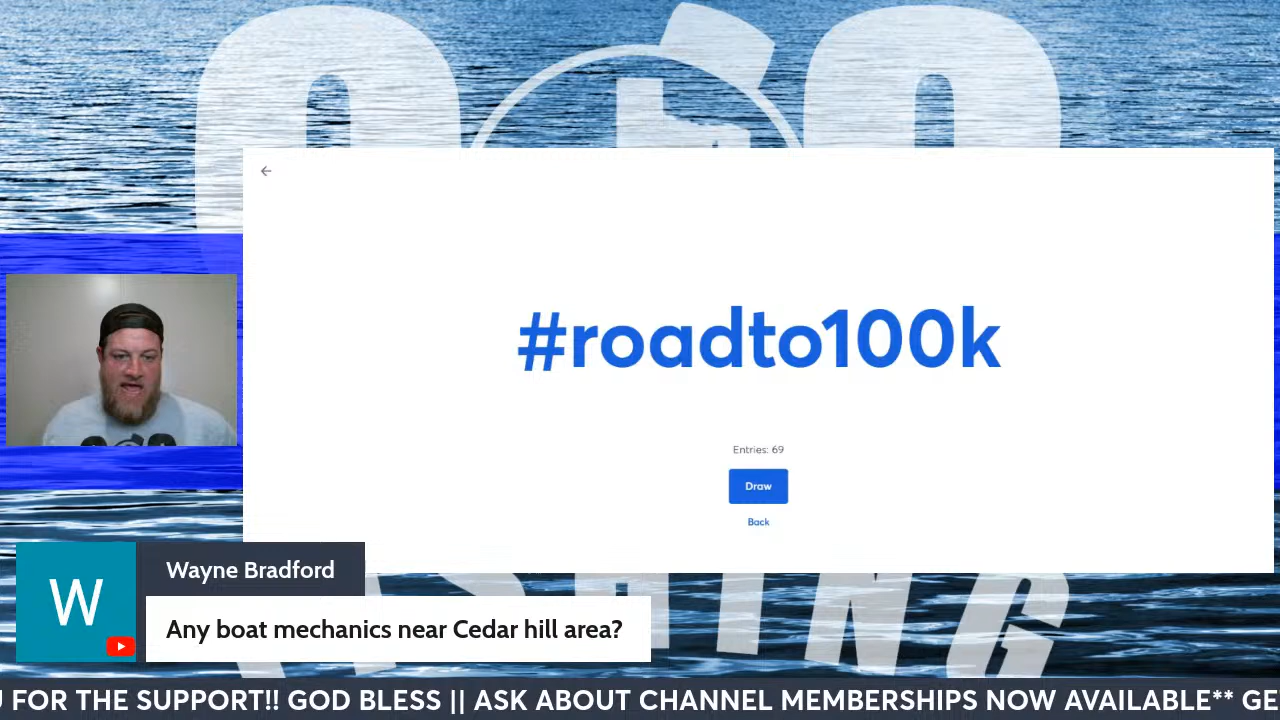 #roadto100k
Entries: 69
Draw
Back
W
Wayne Bradford
Any boat mechanics near Cedar hill area?
FOR THE SUPPORT!! GOD BLESS || ASK ABOUT CHANNEL MEMBERSHIPS NOW AVAILABLE** GE